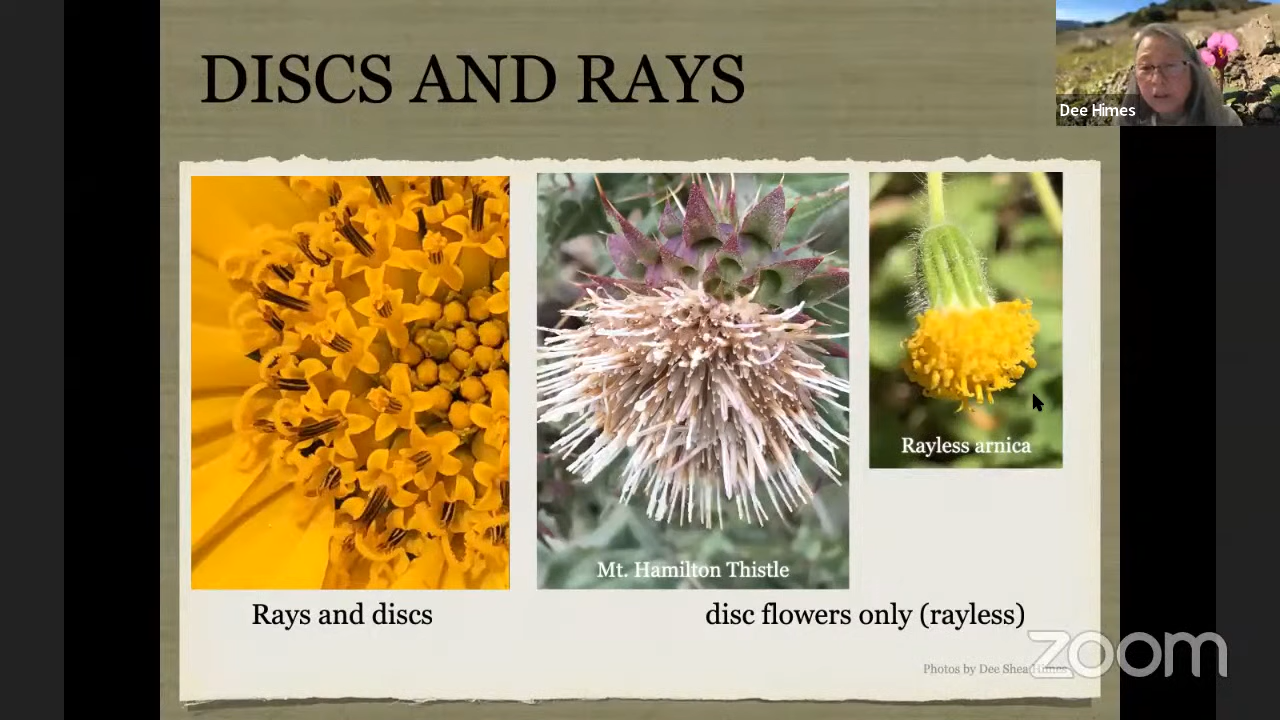 DISCS AND RAYS
Dee Himes
Rayless arnica
Mt. Hamilton Thistle
Rays and discs
disc flowers only (rayless)
Photos by Dee Shea Himes
zoom